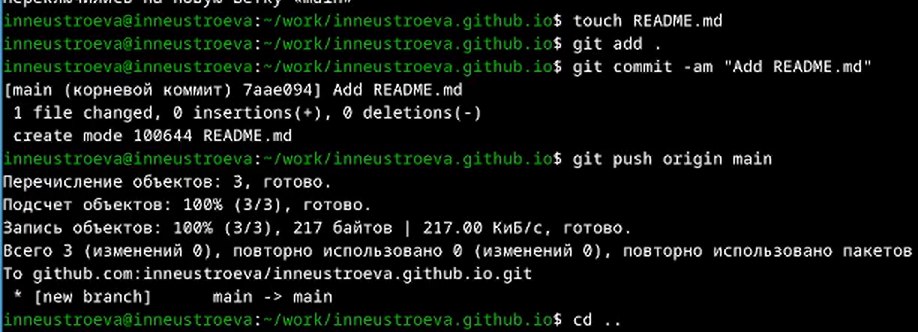 Переключились на новую ветку «main»
inneustroeva@inneustroeva:~/work/inneustroeva.github.io$ touch README.md
inneustroeva@inneustroeva:~/work/inneustroeva.github.io$ git add .
inneustroeva@inneustroeva:~/work/inneustroeva.github.io$ git commit -am "Add README.md"
[main (корневой коммит) 7aae094] Add README.md
 1 file changed, 0 insertions(+), 0 deletions(-)
 create mode 100644 README.md
inneustroeva@inneustroeva:~/work/inneustroeva.github.io$ git push origin main
Перечисление объектов: 3, готово.
Подсчет объектов: 100% (3/3), готово.
Запись объектов: 100% (3/3), 217 байтов | 217.00 КиБ/с, готово.
Всего 3 (изменений 0), повторно использовано 0 (изменений 0), повторно использовано пакетов
To github.com:inneustroeva/inneustroeva.github.io.git
 * [new branch]      main -> main
inneustroeva@inneustroeva:~/work/inneustroeva.github.io$ cd ..